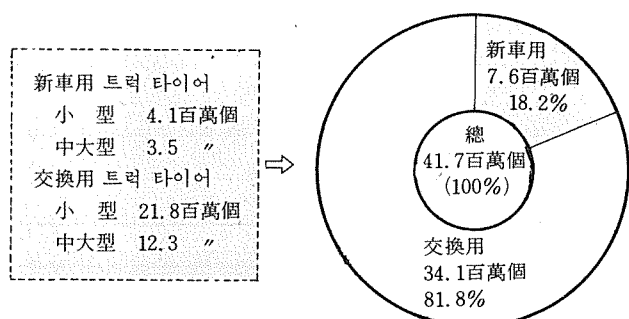 新車用 트럭 타이어
小 型 4.1百萬個
中大型 3.5 〃
交換用 트럭 타이어
小 型 21.8百萬個
中大型 12.3 〃
新車用
7.6百萬個
18.2%
總
41.7百萬個
(100%)
交換用
34.1百萬個
81.8%